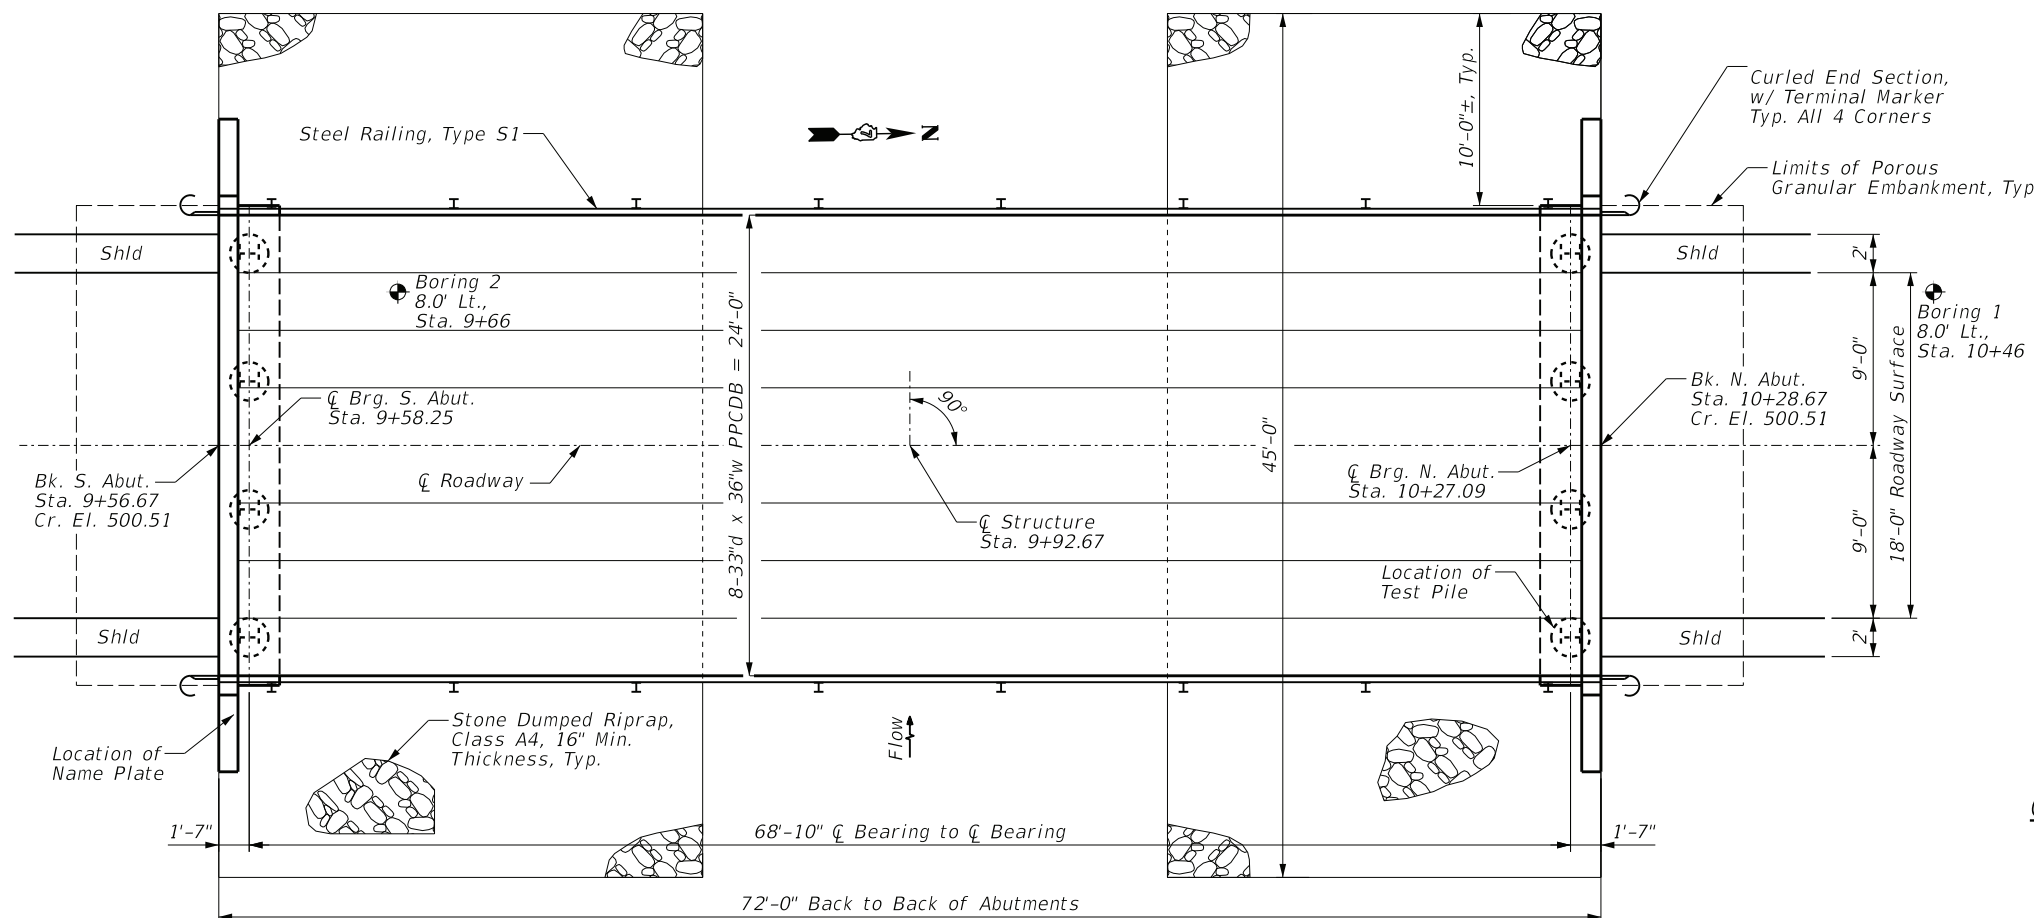 Steel Railing, Type S1
N
10'-0"±, Typ.
Curled End Section,
w/ Terminal Marker
Typ. All 4 Corners
Limits of Porous
Granular Embankment, Typ
Shld
Shld
2'
Boring 2
8.0' Lt.,
Sta. 9+66
Boring 1
8.0' Lt.,
Sta. 10+46
8-33"d x 36"w PPCDB = 24'-0"
9'-0"
18'-0" Roadway Surface
℄ Brg. S. Abut.
Sta. 9+58.25
90°
Bk. N. Abut.
Sta. 10+28.67
Cr. El. 500.51
45'-0"
Bk. S. Abut.
Sta. 9+56.67
Cr. El. 500.51
℄ Roadway
℄ Brg. N. Abut.
Sta. 10+27.09
℄ Structure
Sta. 9+92.67
9'-0"
Location of
Test Pile
Shld
Shld
2'
Location of
Name Plate
Stone Dumped Riprap,
Class A4, 16" Min.
Thickness, Typ.
Flow
1'-7"
68'-10" ℄ Bearing to ℄ Bearing
1'-7"
72'-0" Back to Back of Abutments